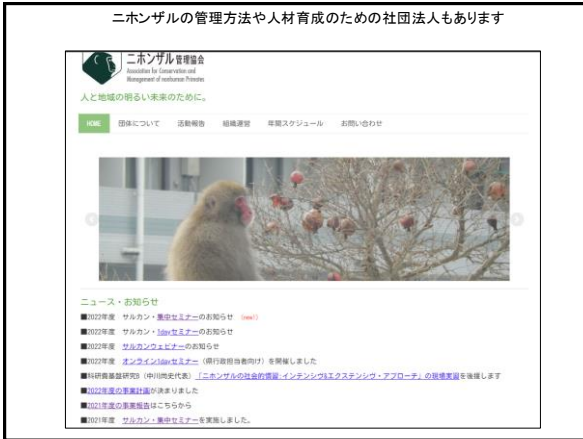 ニホンザルの管理方法や人材育成のための社団法人もあります
ニホンザル管理協会
Association for Conservation and
Management of nonhuman Primates
人と地域の明るい未来のために。
HOME 団体について 活動報告 組織運営 年間スケジュール お問い合わせ
ニュース・お知らせ
■2022年度 サルカン・集中セミナーのお知らせ (new!)
■2022年度 サルカン・1dayセミナーのお知らせ
■2022年度 サルカンウェビナーのお知らせ
■2022年度 オンライン1dayセミナー（県行政担当者向け）を開催しました
■科研費基盤研究B（中川尚史代表）「ニホンザルの社会的慣習:インテンシヴ&エクステンシヴ・アプローチ」の現場実習を後援します
■2022年度の事業計画が決まりました
■2021年度の事業報告はこちらから
■2021年度 サルカン・集中セミナーを実施しました。